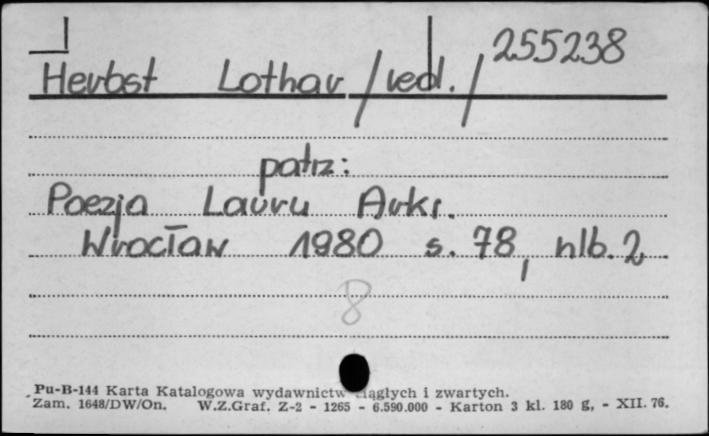 255238
Herbst Lothar /red./
patrz:
Poezja Lauru Arkr.
Wrocław 1980 s. 78, nlb. 2
8
Pu-B-144 Karta Katalogowa wydawnictw ciągłych i zwartych.
Zam. 1648/DW/On. W.Z.Graf. Z-2 - 1265 - 6.590.000 - Karton 3 kl. 180 g, - XII. 76.